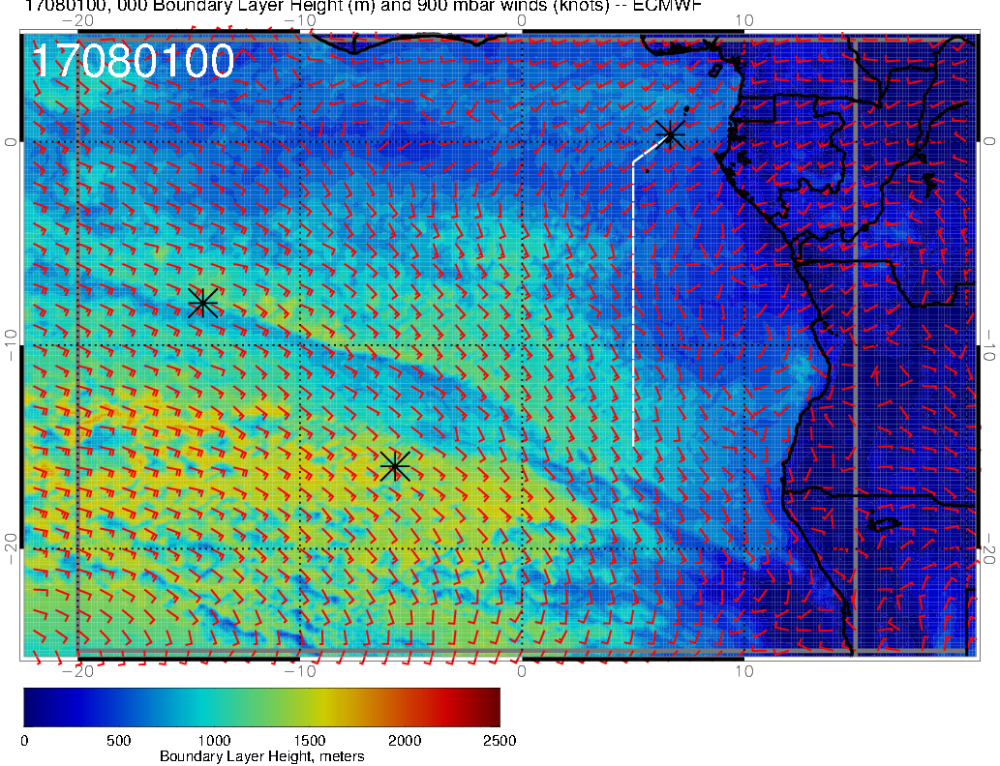 17080100, 000 Boundary Layer Height (m) and 900 mbar winds (knots) -- ECMWF
−20 −10 0 10
17080100
0 0
−10 −10
−20 −20
−20 −10 0 10
0 500 1000 1500 2000 2500
Boundary Layer Height, meters